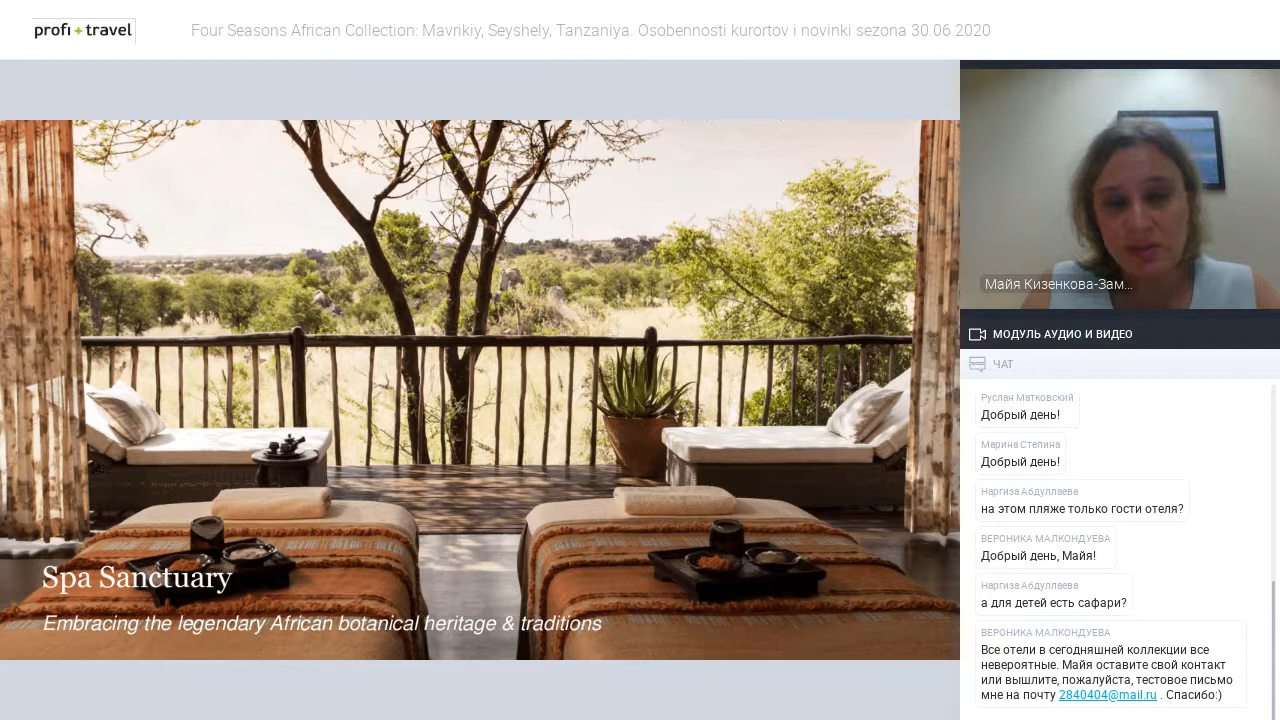 profi + travel
Four Seasons African Collection: Mavrikiy, Seyshely, Tanzaniya. Osobennosti kurortov i novinki sezona 30.06.2020
Spa Sanctuary
Embracing the legendary African botanical heritage & traditions
Майя Кизенкова-Зам...
МОДУЛЬ АУДИО И ВИДЕО
ЧАТ
Руслан Матковский
Добрый день!
Марина Степина
Добрый день!
Наргиза Абдуллаева
на этом пляже только гости отеля?
ВЕРОНИКА МАЛКОНДУЕВА
Добрый день, Майя!
Наргиза Абдуллаева
а для детей есть сафари?
ВЕРОНИКА МАЛКОНДУЕВА
Все отели в сегодняшней коллекции все
невероятные. Майя оставите свой контакт
или вышлите, пожалуйста, тестовое письмо
мне на почту 2840404@mail.ru . Спасибо:)